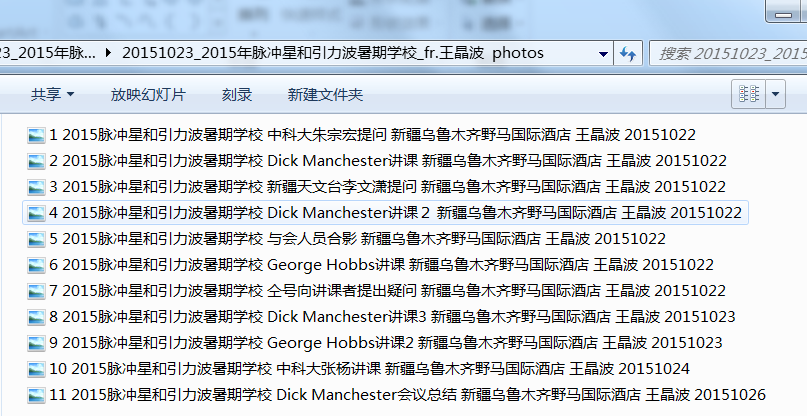 23_2015年脉... 20151023_2015年脉冲星和引力波暑期学校_fr.王晶波 photos 搜索 20151023_2015
共享 放映幻灯片 刻录 新建文件夹
1 2015脉冲星和引力波暑期学校 中科大朱宗宏提问 新疆乌鲁木齐野马国际酒店 王晶波 20151022
2 2015脉冲星和引力波暑期学校 Dick Manchester讲课 新疆乌鲁木齐野马国际酒店 王晶波 20151022
3 2015脉冲星和引力波暑期学校 新疆天文台李文潇提问 新疆乌鲁木齐野马国际酒店 王晶波 20151022
4 2015脉冲星和引力波暑期学校 Dick Manchester讲课 2 新疆乌鲁木齐野马国际酒店 王晶波 20151022
5 2015脉冲星和引力波暑期学校 与会人员合影 新疆乌鲁木齐野马国际酒店 王晶波 20151022
6 2015脉冲星和引力波暑期学校 George Hobbs讲课 新疆乌鲁木齐野马国际酒店 王晶波 20151022
7 2015脉冲星和引力波暑期学校 仝号向讲课者提出疑问 新疆乌鲁木齐野马国际酒店 王晶波 20151022
8 2015脉冲星和引力波暑期学校 Dick Manchester讲课3 新疆乌鲁木齐野马国际酒店 王晶波 20151023
9 2015脉冲星和引力波暑期学校 George Hobbs讲课2 新疆乌鲁木齐野马国际酒店 王晶波 20151023
10 2015脉冲星和引力波暑期学校 中科大张杨讲课 新疆乌鲁木齐野马国际酒店 王晶波 20151024
11 2015脉冲星和引力波暑期学校 Dick Manchester会议总结 新疆乌鲁木齐野马国际酒店 王晶波 20151026